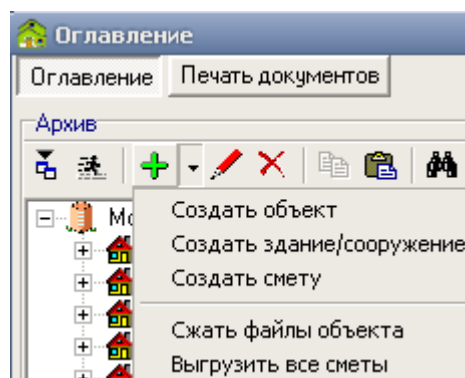 Оглавление
Оглавление Печать документов
Архив
Создать объект
Создать здание/сооружение
Создать смету
Сжать файлы объекта
Выгрузить все сметы